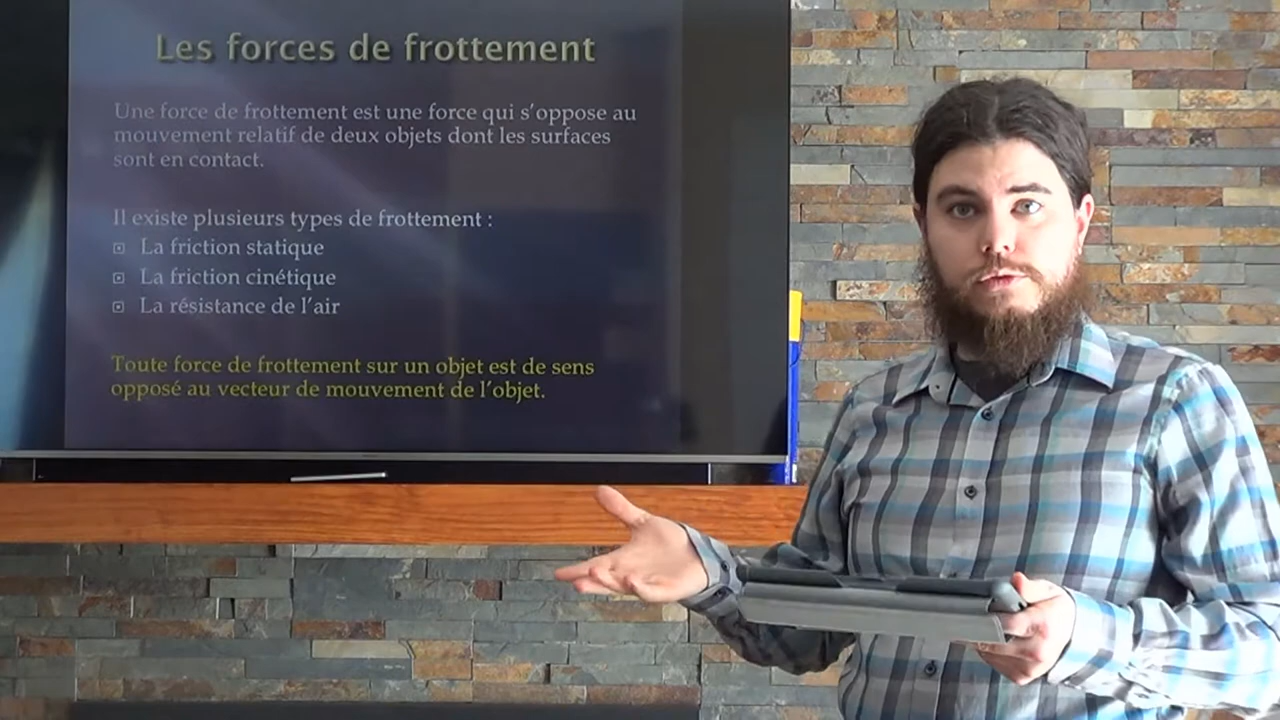 Les forces de frottement
Une force de frottement est une force qui s'oppose au
mouvement relatif de deux objets dont les surfaces
sont en contact.
Il existe plusieurs types de frottement :
La friction statique
La friction cinétique
La résistance de l'air
Toute force de frottement sur un objet est de sens
opposé au vecteur de mouvement de l'objet.